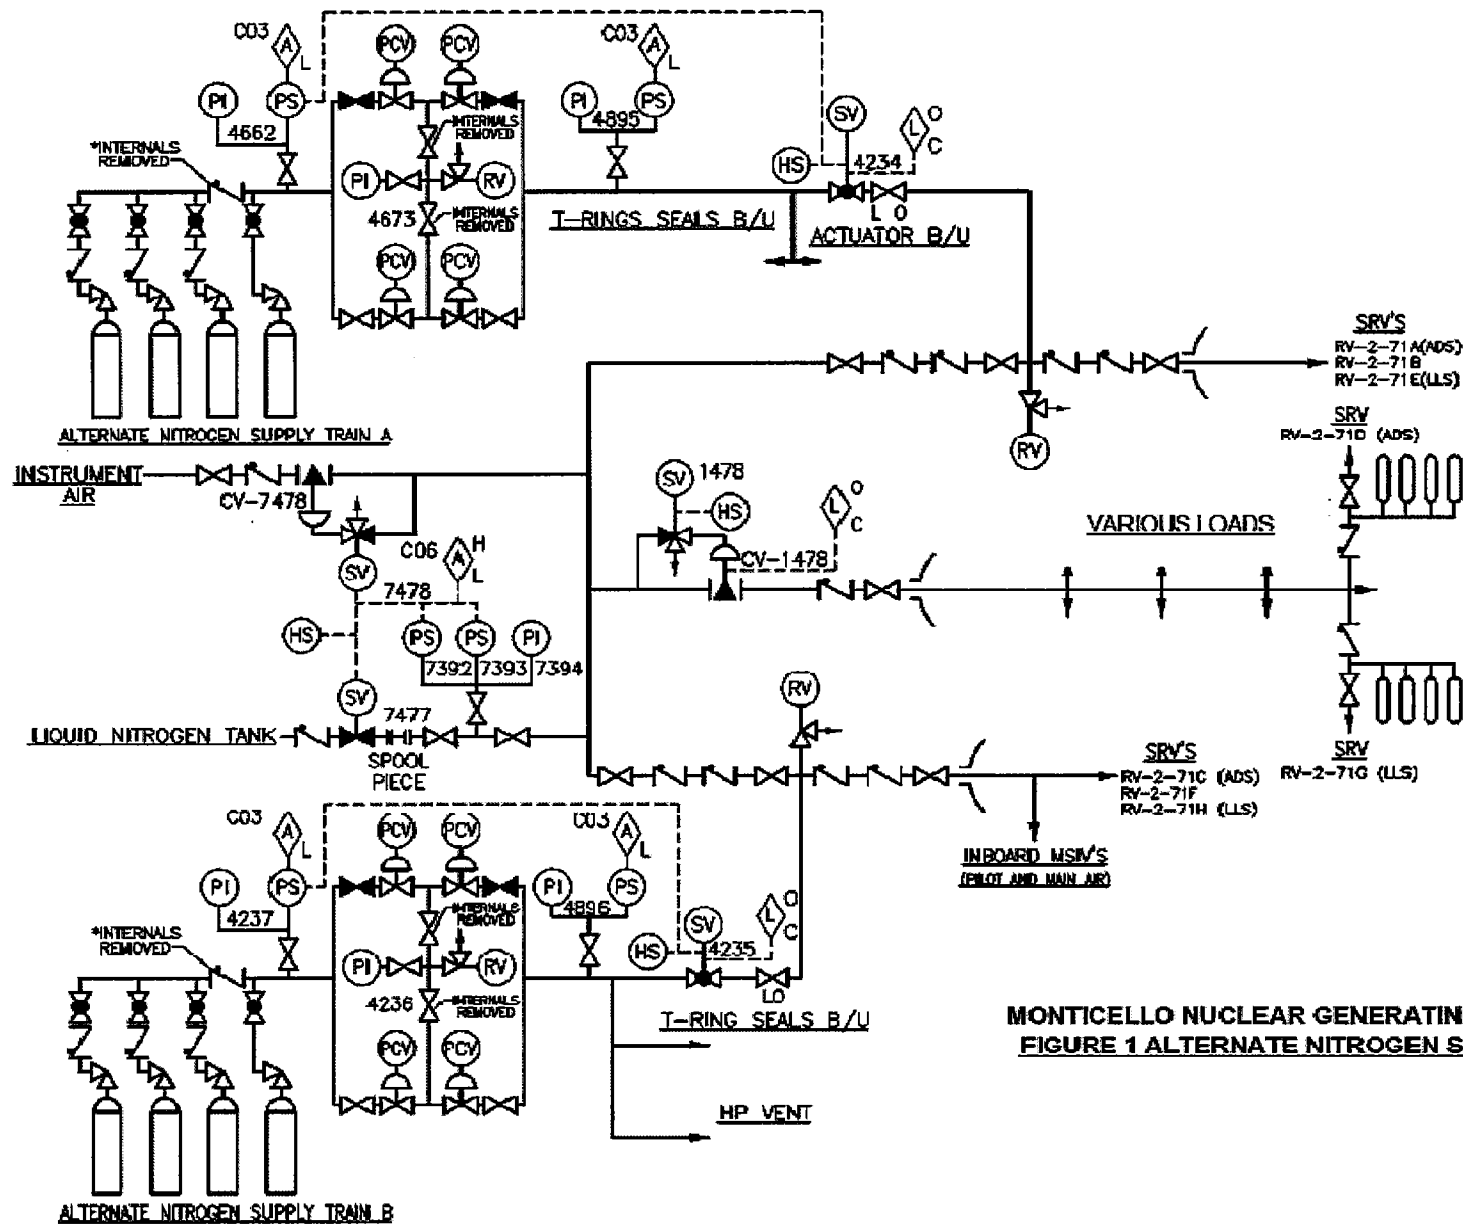 C03
A
L
PCV
PCV
C03
A
L
PI
PS
4662
PI
PS
4895
SV
L
O
C
*INTERNALS
REMOVED
INTERNALS
REMOVED
HS
4234
PI
RV
4673
INTERNALS
REMOVED
T-RINGS SEALS B/U
L O
ACTUATOR B/U
PCV
PCV
ALTERNATE NITROGEN SUPPLY TRAIN A
SRV'S
RV-2-71A(ADS)
RV-2-71B
RV-2-71E(LLS)
RV
SRV
RV-2-71D (ADS)
INSTRUMENT
AIR
CV-7478
SV
1478
HS
L
O
C
CV-1478
VARIOUS LOADS
C06
A
H
L
SV
7478
HS
PS
PS
PI
7392
7393
7394
SV
7477
LIQUID NITROGEN TANK
SPOOL
PIECE
RV
SRV'S
RV-2-71C (ADS)
RV-2-71F
RV-2-71H (LLS)
SRV
RV-2-71G (LLS)
INBOARD MSIV'S
(PILOT AND MAIN AIR)
C03
A
L
PCV
PCV
C03
A
L
PI
PS
4237
PI
PS
4896
SV
L
O
C
*INTERNALS
REMOVED
INTERNALS
REMOVED
HS
4235
PI
RV
4236
INTERNALS
REMOVED
LO
T-RING SEALS B/U
PCV
PCV
HP VENT
ALTERNATE NITROGEN SUPPLY TRAIN B
MONTICELLO NUCLEAR GENERATIN
FIGURE 1 ALTERNATE NITROGEN S